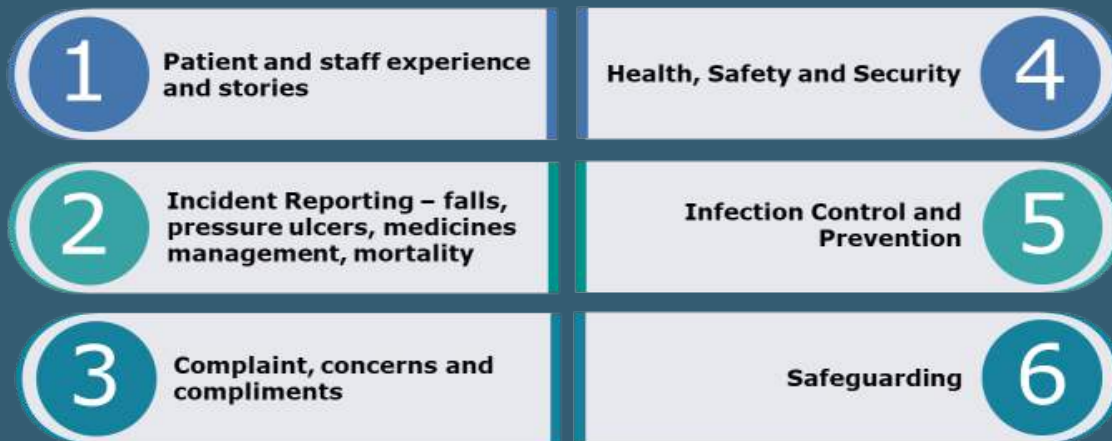 1
Patient and staff experience
and stories
2
Incident Reporting – falls,
pressure ulcers, medicines
management, mortality
3
Complaint, concerns and
compliments
Health, Safety and Security
4
Infection Control and
Prevention
5
Safeguarding
6